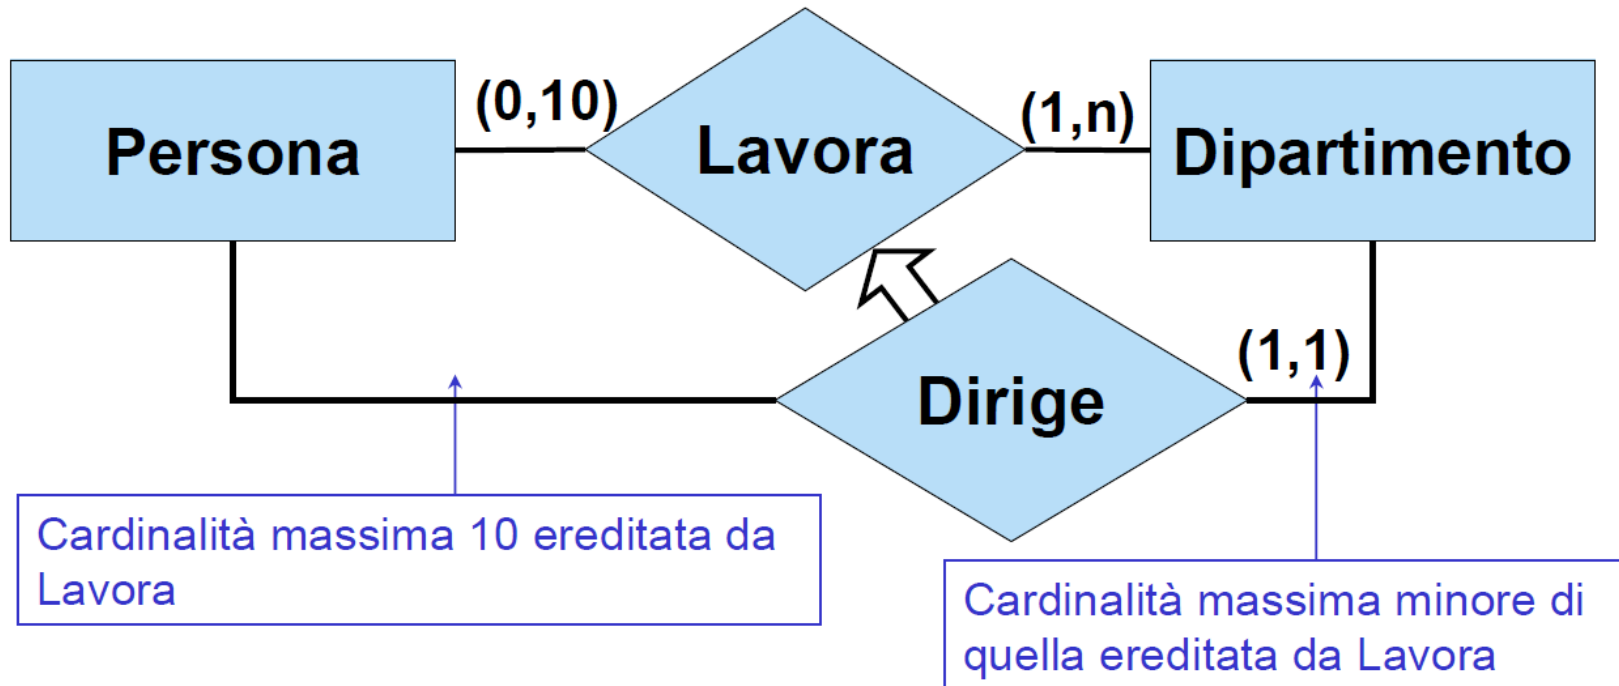 Persona
(0,10)
Lavora
(1,n)
Dipartimento
Dirige
(1,1)
Cardinalità massima 10 ereditata da
Lavora
Cardinalità massima minore di
quella ereditata da Lavora